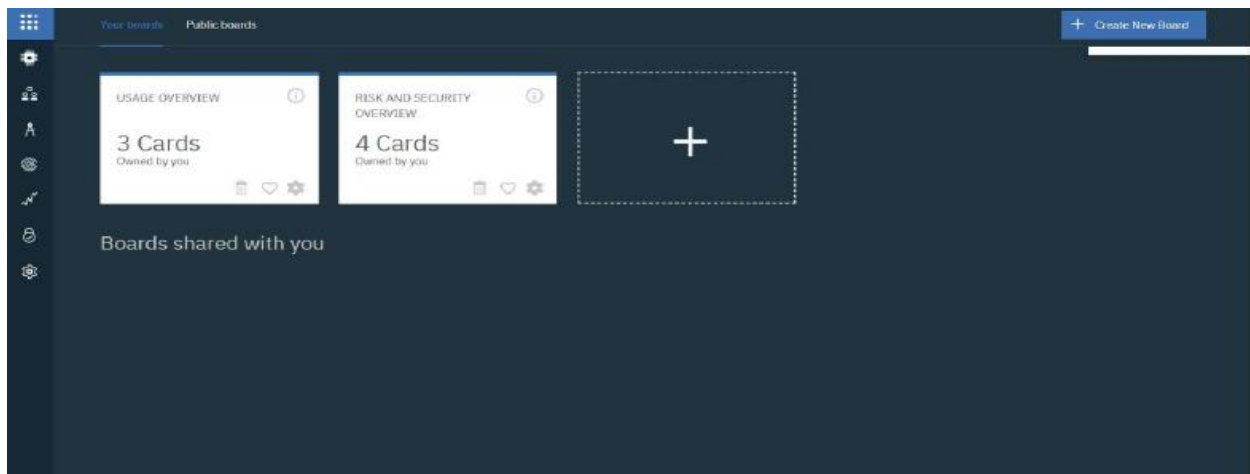 Your boards
Public boards
Create New Board
USAGE OVERVIEW
3 Cards
Owned by you
RISK AND SECURITY
OVERVIEW
4 Cards
Owned by you
Boards shared with you